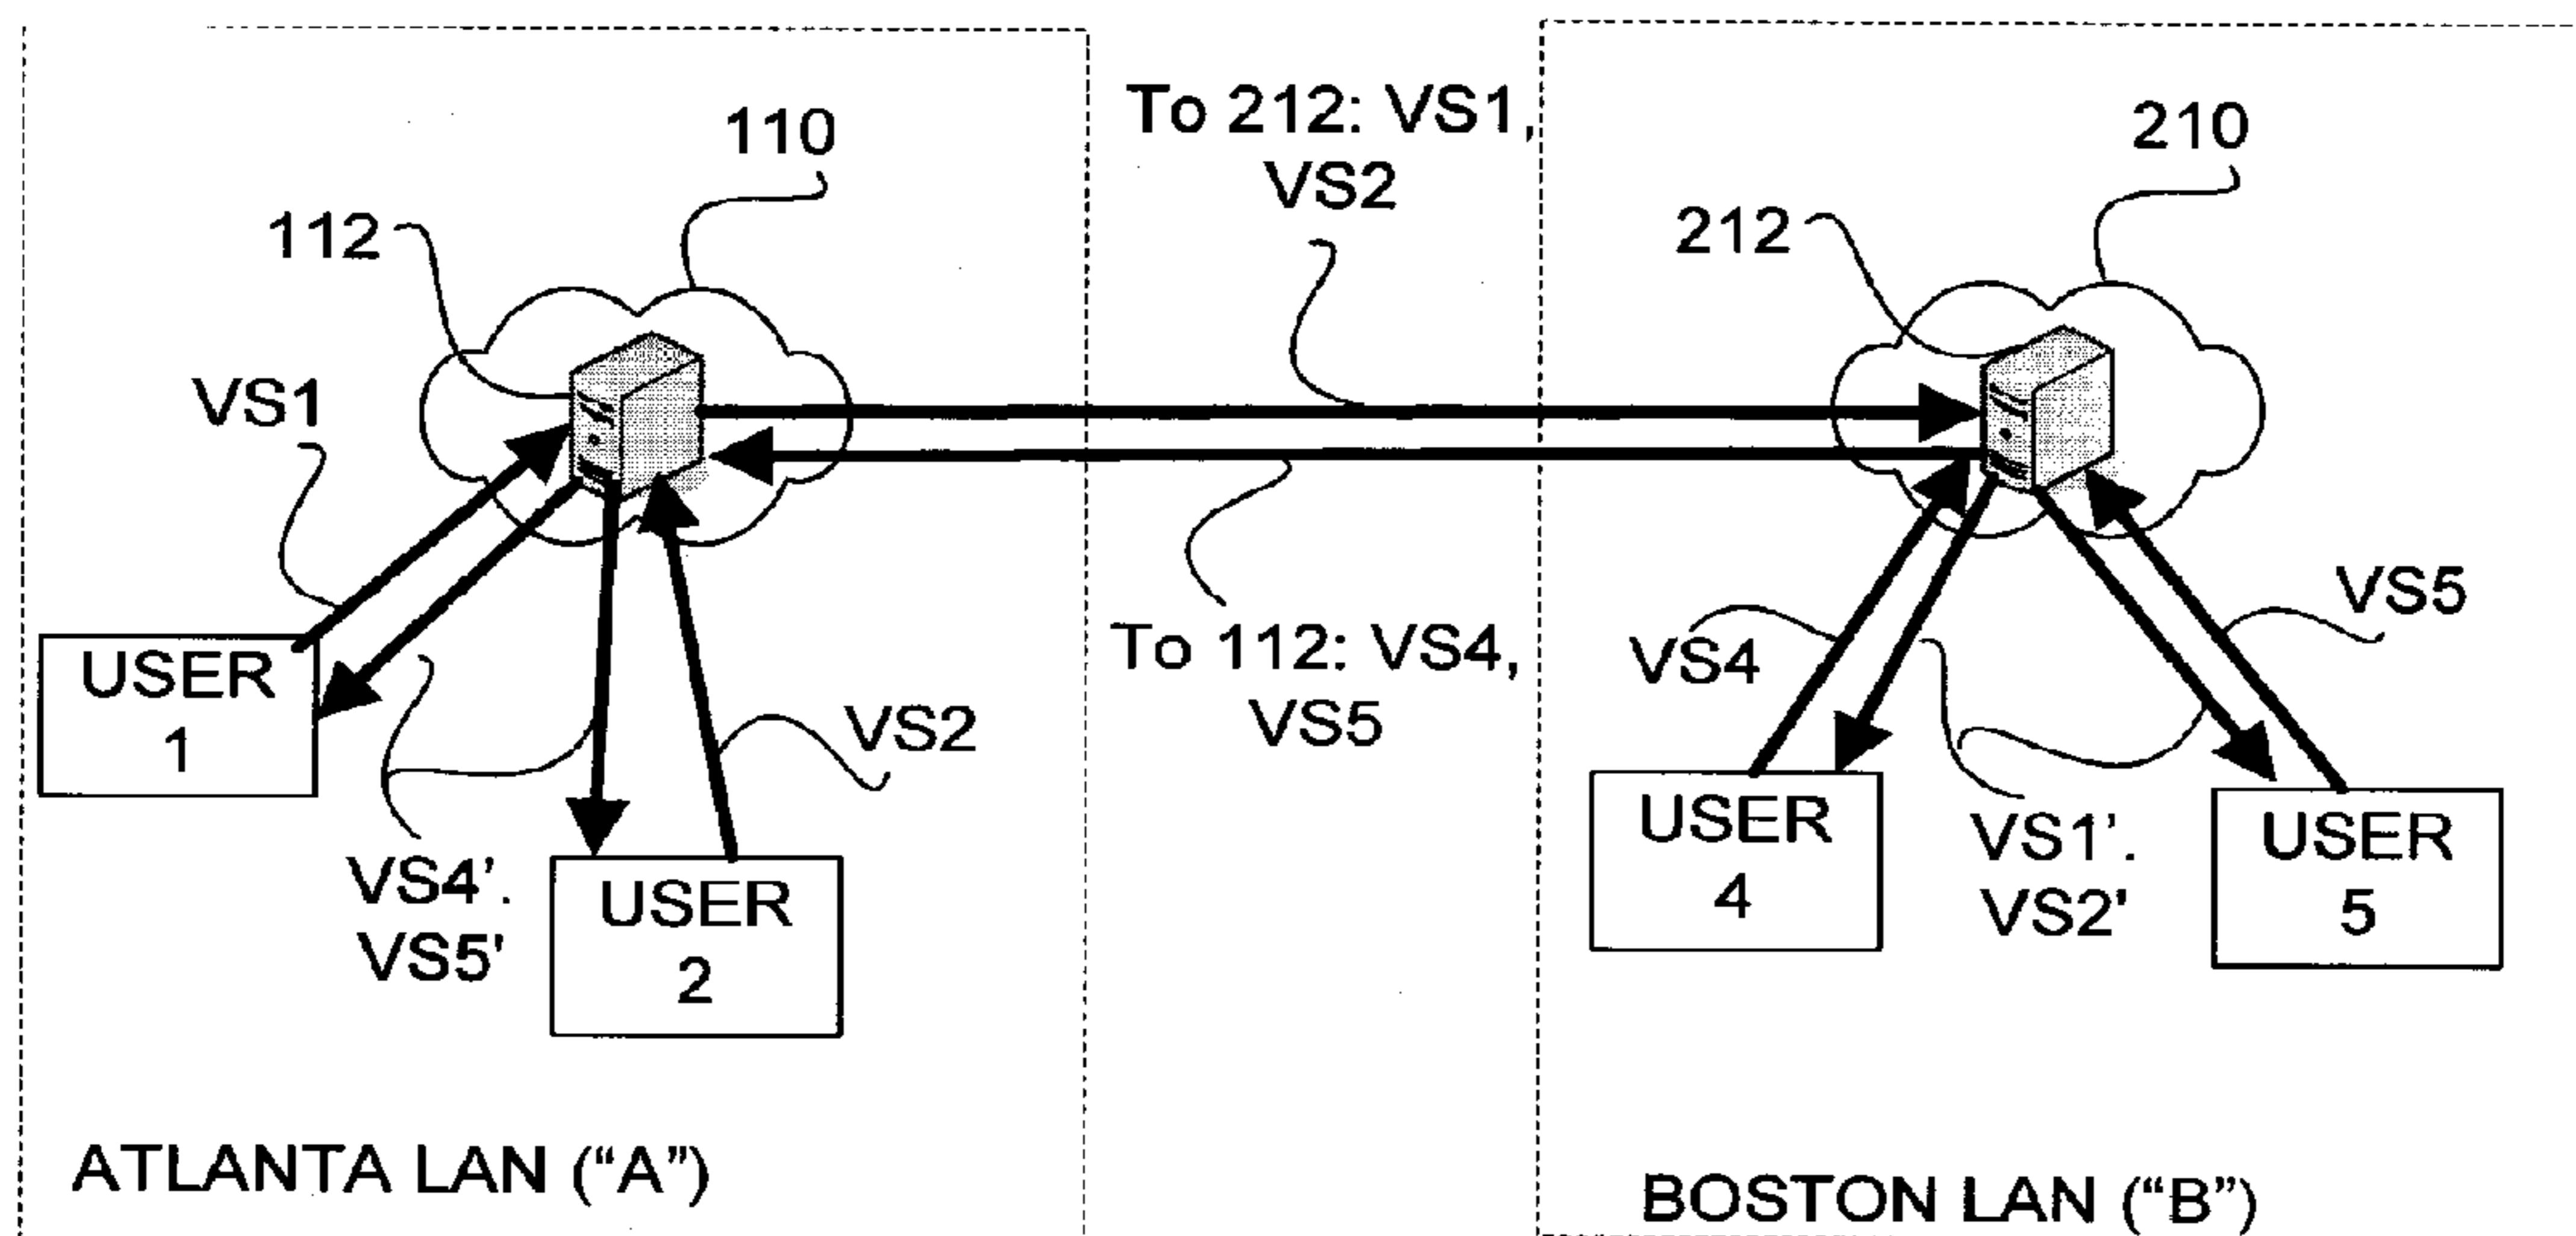 110
To 212: VS1,
VS2
210
112
212
VS1
VS5
To 112: VS4,
VS5
VS4
USER
1
VS2
VS4'.
VS5'
USER
2
USER
4
VS1'.
VS2'
USER
5
ATLANTA LAN (“A”)
BOSTON LAN (“B”)